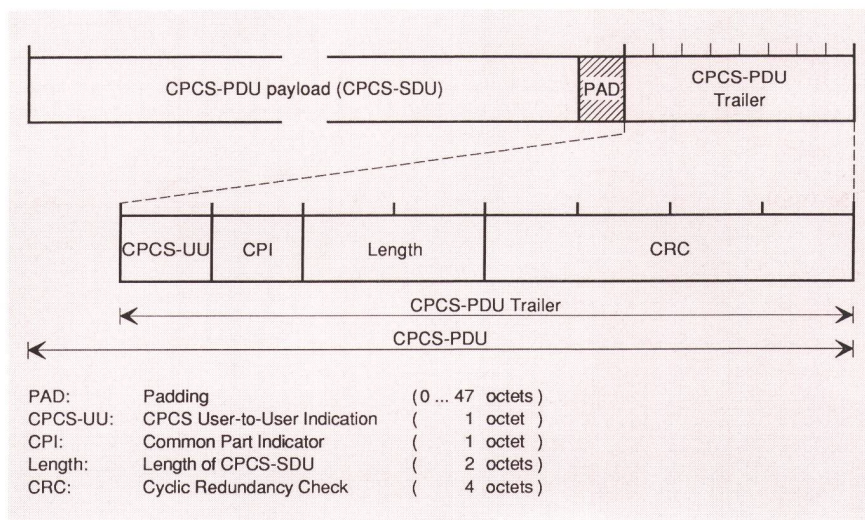 CPCS-PDU payload (CPCS-SDU)
PAD
CPCS-PDU
Trailer
CPCS-UU
CPI
Length
CRC
CPCS-PDU Trailer
CPCS-PDU
PAD: Padding (0 ... 47 octets)
CPCS-UU: CPCS User-to-User Indication ( 1 octet )
CPI: Common Part Indicator ( 1 octet )
Length: Length of CPCS-SDU ( 2 octets)
CRC: Cyclic Redundancy Check ( 4 octets)